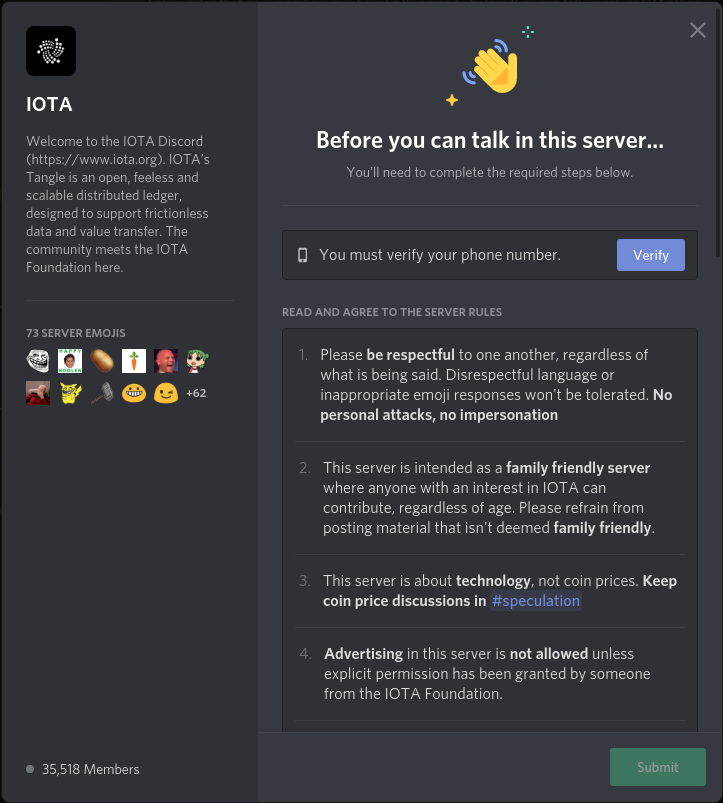 IOTA
Welcome to the IOTA Discord
(https://www.iota.org). IOTA's
Tangle is an open, feeless and
scalable distributed ledger,
designed to support frictionless
data and value transfer. The
community meets the IOTA
Foundation here.
73 SERVER EMOJIS
HAPPY
HODLER
+62
35,518 Members
Before you can talk in this server...
You'll need to complete the required steps below.
You must verify your phone number.
Verify
READ AND AGREE TO THE SERVER RULES
1. Please be respectful to one another, regardless of
what is being said. Disrespectful language or
inappropriate emoji responses won't be tolerated. No
personal attacks, no impersonation
2. This server is intended as a family friendly server
where anyone with an interest in IOTA can
contribute, regardless of age. Please refrain from
posting material that isn't deemed family friendly.
3. This server is about technology, not coin prices. Keep
coin price discussions in #speculation
4. Advertising in this server is not allowed unless
explicit permission has been granted by someone
from the IOTA Foundation.
Submit